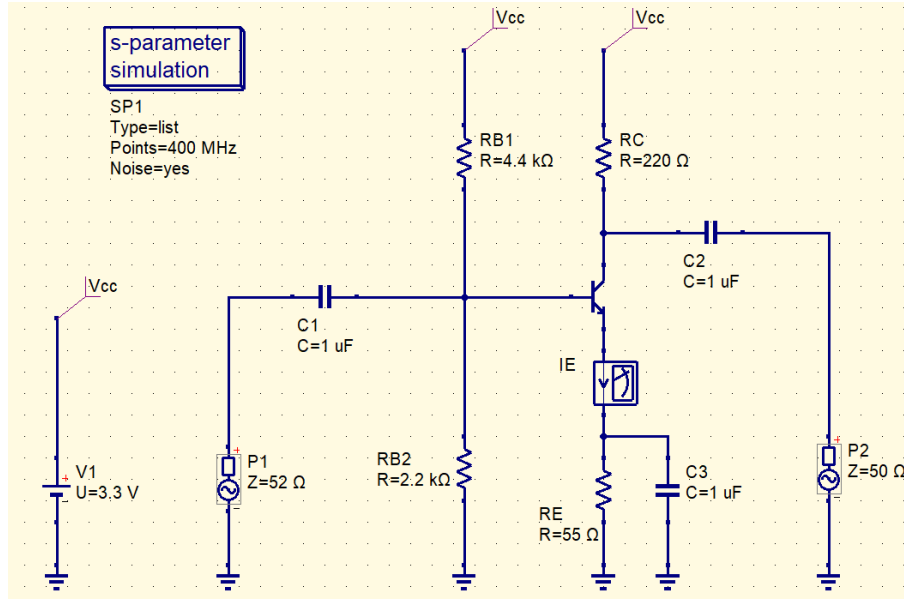 s-parameter
simulation
SP1
Type=list
Points=400 MHz
Noise=yes
Vcc
Vcc
RB1
R=4.4 kΩ
RC
R=220 Ω
C2
C=1 uF
Vcc
C1
C=1 uF
IE
V1
U=3.3 V
P1
Z=52 Ω
RB2
R=2.2 kΩ
RE
R=55 Ω
C3
C=1 uF
P2
Z=50 Ω